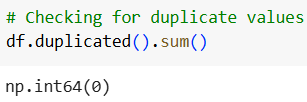 # Checking for duplicate values
df.duplicated().sum()
np.int64(0)